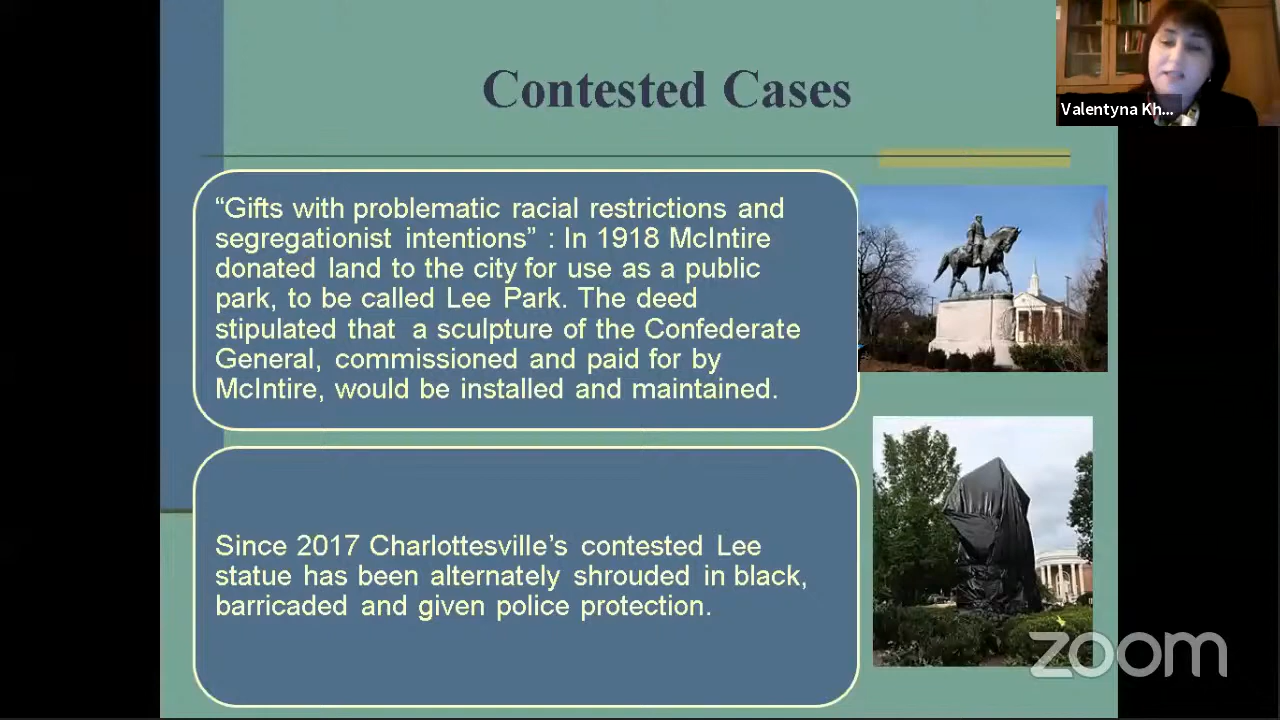 Contested Cases
Valentyna Kh...
“Gifts with problematic racial restrictions and
segregationist intentions” : In 1918 McIntire
donated land to the city for use as a public
park, to be called Lee Park. The deed
stipulated that a sculpture of the Confederate
General, commissioned and paid for by
McIntire, would be installed and maintained.
Since 2017 Charlottesville’s contested Lee
statue has been alternately shrouded in black,
barricaded and given police protection.
zoom